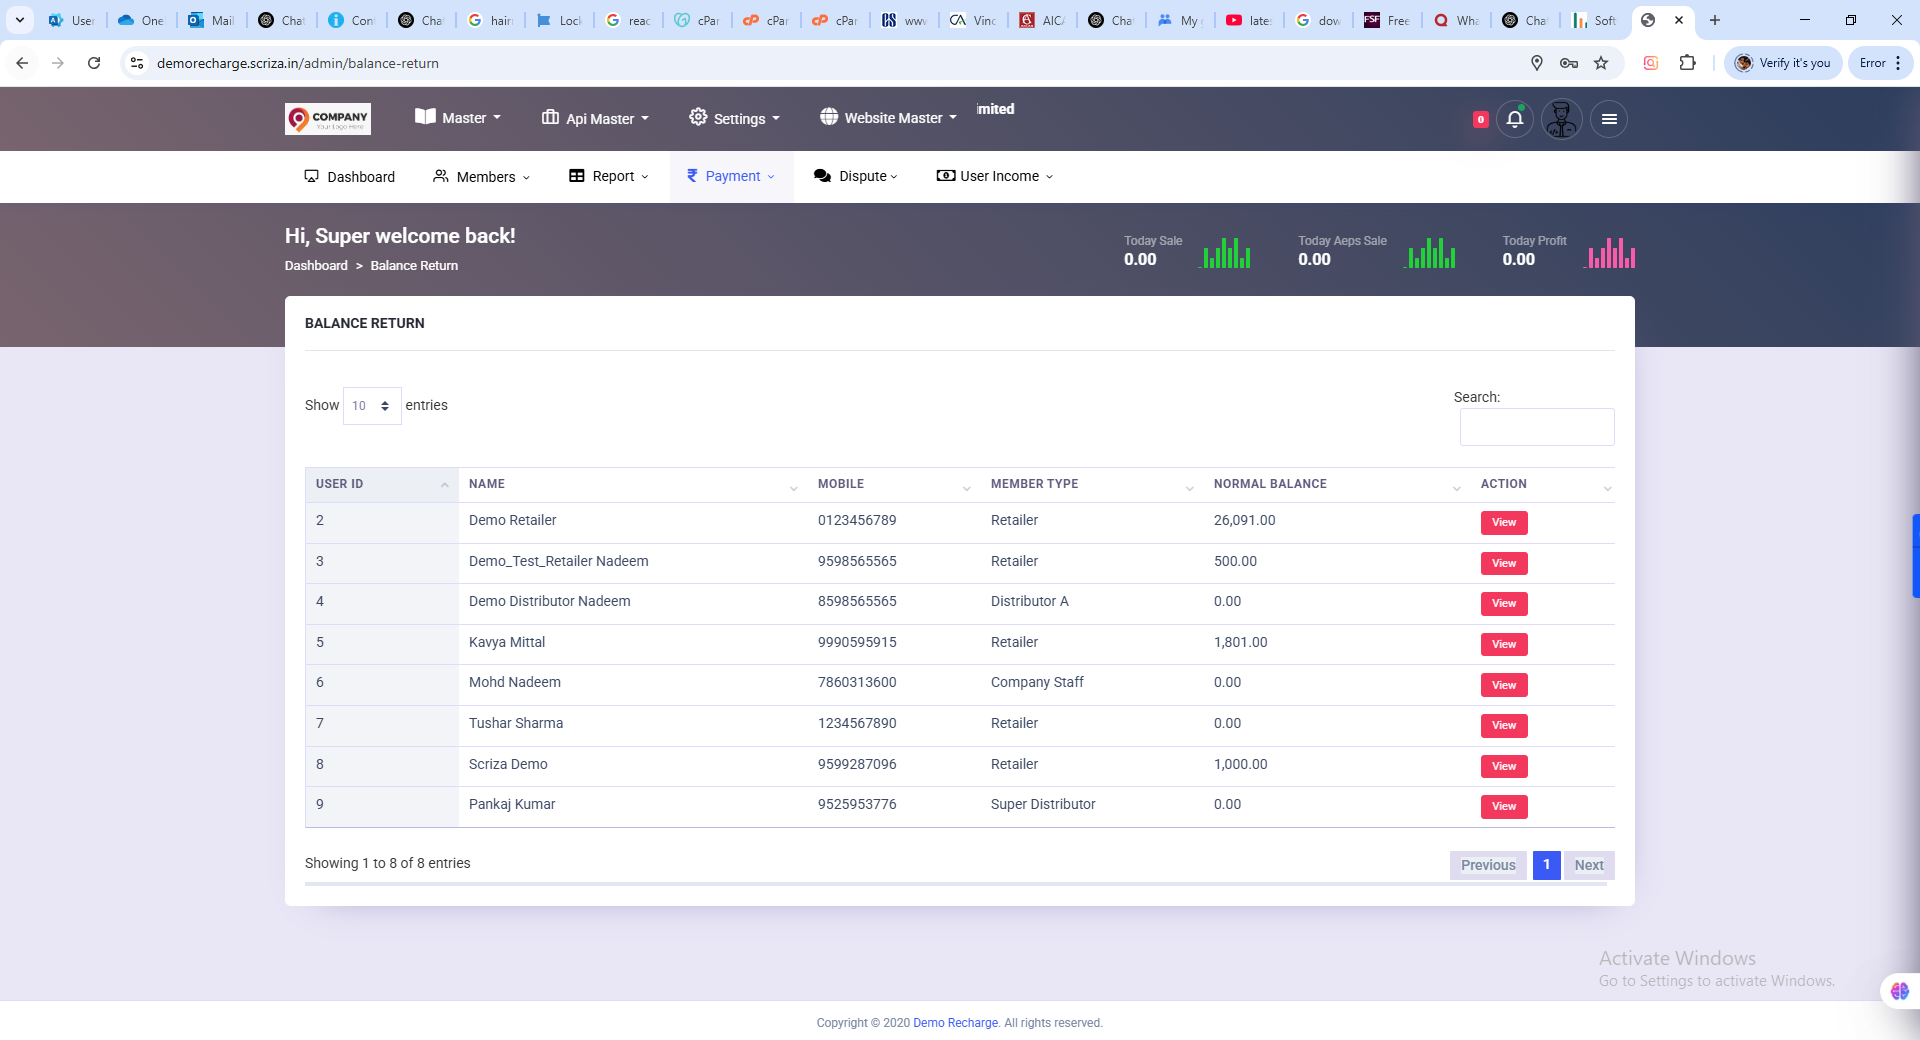 User
One
Mail
Chat
Con
Chat
hair
Lock
reac
cPar
cPar
cPar
www
Vinc
AICA
Chat
My
late
dow
Free
Wha
Chat
Soft
demorecharge.scriza.in/admin/balance-return
Verify it's you
Error
COMPANY
Your Logo Here
Master
Api Master
Settings
Website Master
imited
0
Dashboard
Members
Report
Payment
Dispute
User Income
Hi, Super welcome back!
Dashboard > Balance Return
Today Sale
0.00
Today Aeps Sale
0.00
Today Profit
0.00
BALANCE RETURN
Show 10 entries
Search:
USER ID NAME MOBILE MEMBER TYPE NORMAL BALANCE ACTION
2 Demo Retailer 0123456789 Retailer 26,091.00 View
3 Demo_Test_Retailer Nadeem 9598565565 Retailer 500.00 View
4 Demo Distributor Nadeem 8598565565 Distributor A 0.00 View
5 Kavya Mittal 9990595915 Retailer 1,801.00 View
6 Mohd Nadeem 7860313600 Company Staff 0.00 View
7 Tushar Sharma 1234567890 Retailer 0.00 View
8 Scriza Demo 9599287096 Retailer 1,000.00 View
9 Pankaj Kumar 9525953776 Super Distributor 0.00 View
Showing 1 to 8 of 8 entries
Previous 1 Next
Activate Windows
Go to Settings to activate Windows.
Copyright © 2020 Demo Recharge. All rights reserved.